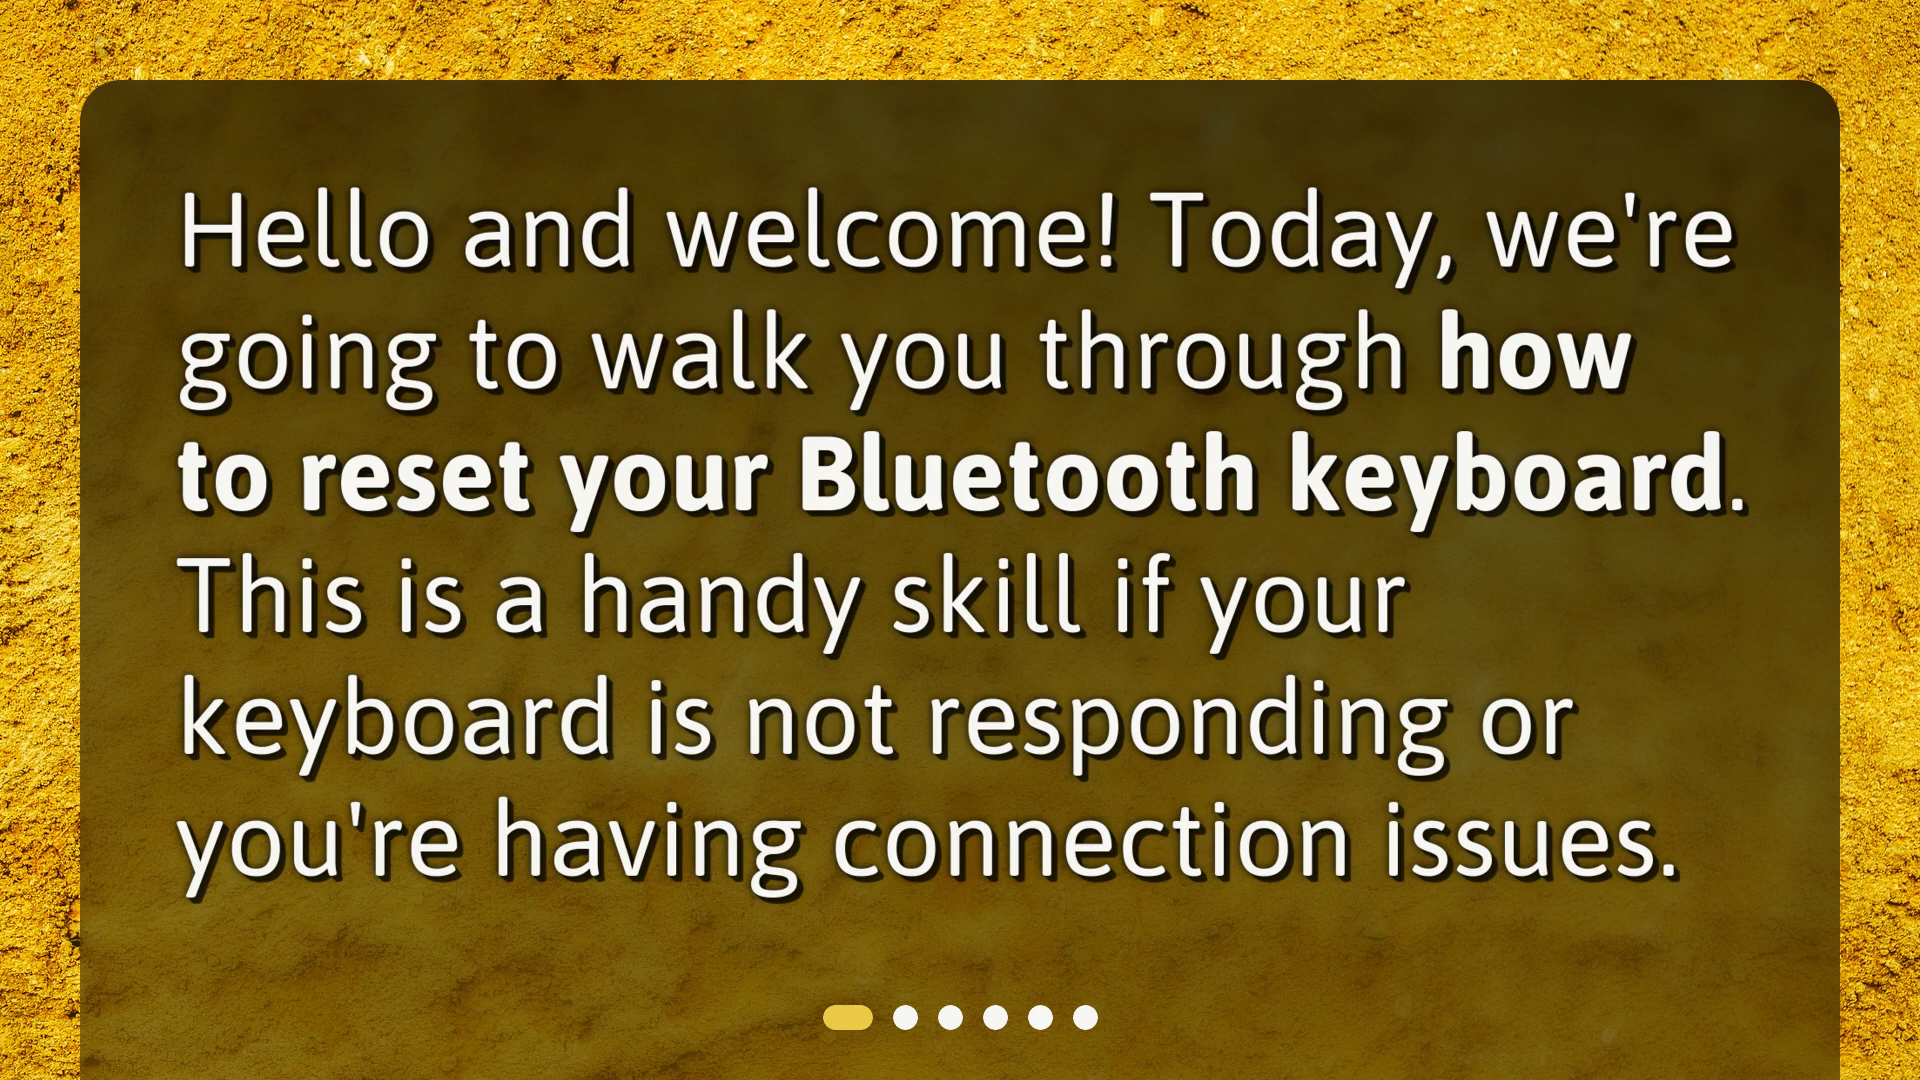 Hello and welcome! Today, we're
going to walk you through how
to reset your Bluetooth keyboard.
This is a handy skill if your
keyboard is not responding or
you're having connection issues.